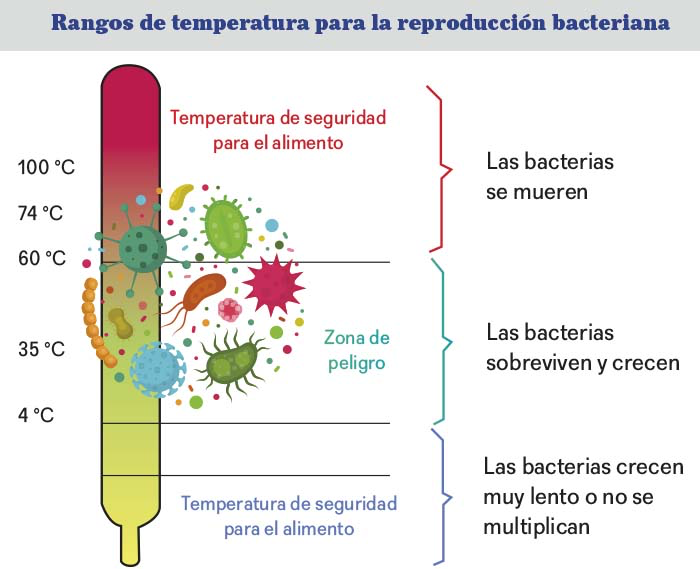 Rangos de temperatura para la reproducción bacteriana
Temperatura de seguridad
para el alimento
100 °C
74 °C
60 °C
35 °C
4 °C
Las bacterias
se mueren
Zona de
peligro
Las bacterias
sobreviven y crecen
Temperatura de seguridad
para el alimento
Las bacterias crecen
muy lento o no se
multiplican